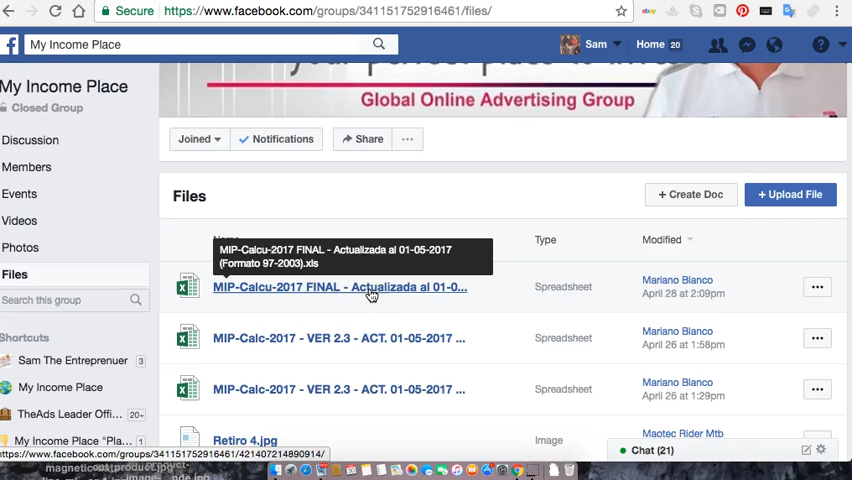 Secure https://www.facebook.com/groups/341151752916461/files/
My Income Place
Sam
Home 20
My Income Place
Closed Group
Global Online Advertising Group
Discussion
Members
Events
Videos
Photos
Files
Search this group
Shortcuts
Sam The Entreprenuer 3
My Income Place
TheAds Leader Offi... 20+
My Income Place "Pla... 1
Joined
Notifications
Share
Files
+ Create Doc
+ Upload File
Type
Modified
MIP-Calcu-2017 FINAL - Actualizada al 01-05-2017
(Formato 97-2003).xls
MIP-Calcu-2017 FINAL - Actualizada al 01-0...
Spreadsheet
Mariano Blanco
April 28 at 2:09pm
MIP-Calc-2017 - VER 2.3 - ACT. 01-05-2017 ...
Spreadsheet
Mariano Blanco
April 26 at 1:58pm
MIP-Calc-2017 - VER 2.3 - ACT. 01-05-2017 ...
Spreadsheet
Mariano Blanco
April 26 at 1:29pm
Retiro 4.jpg
Image
Maotec Rider Mtb
Chat (21)
https://www.facebook.com/groups/341151752916461/421407214890914/